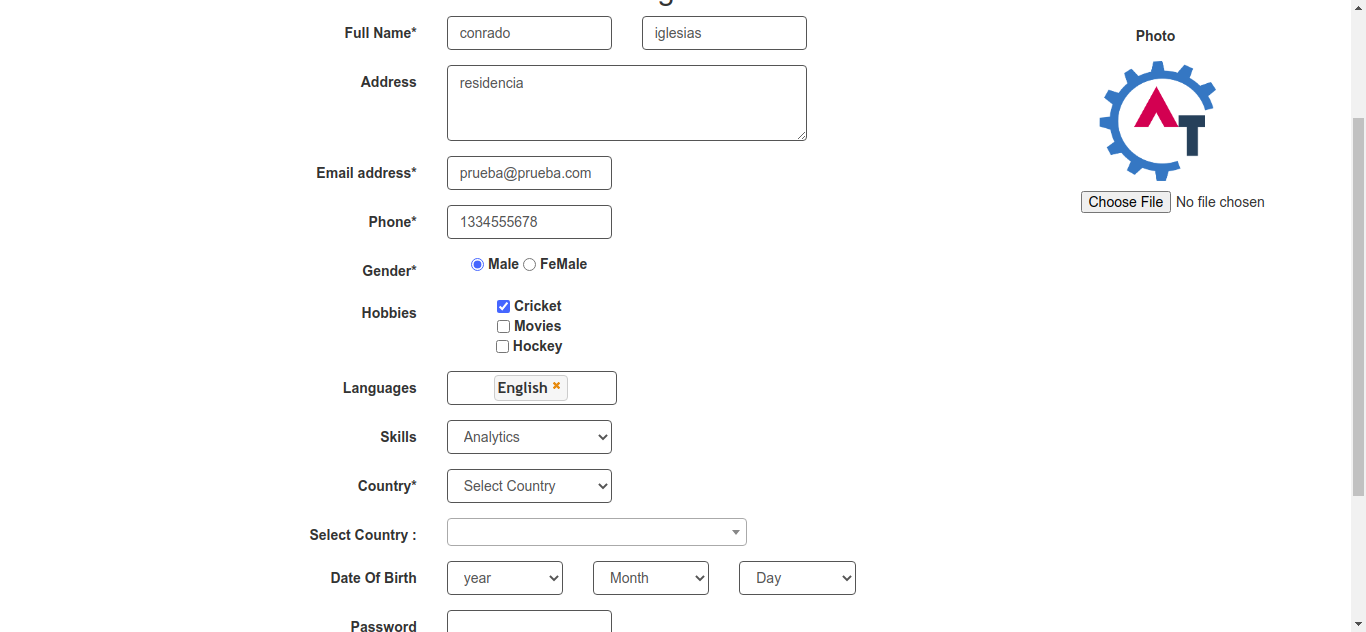 Full Name* conrado iglesias
Photo
Address residencia
Email address* prueba@prueba.com
Choose File No file chosen
Phone* 1334555678
Gender* Male FeMale
Hobbies Cricket
Movies
Hockey
Languages English
Skills Analytics
Country* Select Country
Select Country :
Date Of Birth year Month Day
Password